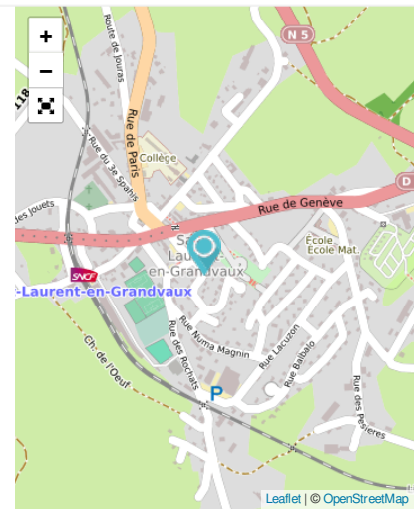 N 5
Route de Jouras
+
−
118
Rue de Paris
Collège
Rue du 3e Spahis
D
Rue de Genève
des Jouets
École
École Mat.
en-Grandvaux
SNCF
-Laurent-en-Grandvaux
Rue Numa Magnin
Rue des Rochats
Ch. de l'Oeuf
Rue Lacuzon
Rue Balbalo
Rue des Pesières
P
Leaflet | © OpenStreetMap